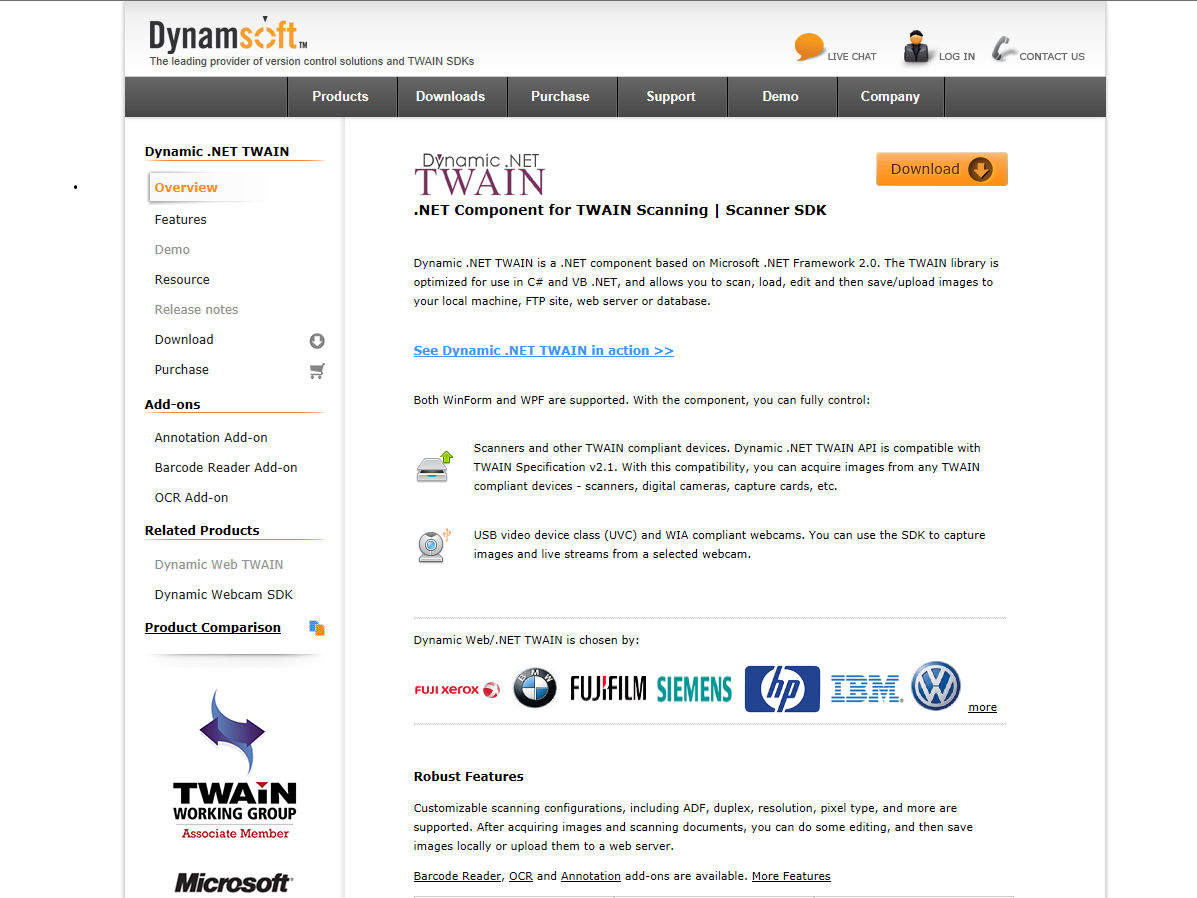 Dynamsoft™
The leading provider of version control solutions and TWAIN SDKs
LIVE CHAT
LOG IN
CONTACT US
Products
Downloads
Purchase
Support
Demo
Company
Dynamic .NET TWAIN
Overview
Features
Demo
Resource
Release notes
Download
Purchase
Add-ons
Annotation Add-on
Barcode Reader Add-on
OCR Add-on
Related Products
Dynamic Web TWAIN
Dynamic Webcam SDK
Product Comparison
TWAIN
WORKING GROUP
Associate Member
Microsoft
Dynamic .NET
TWAIN
Download
.NET Component for TWAIN Scanning | Scanner SDK
Dynamic .NET TWAIN is a .NET component based on Microsoft .NET Framework 2.0. The TWAIN library is
optimized for use in C# and VB .NET, and allows you to scan, load, edit and then save/upload images to
your local machine, FTP site, web server or database.
See Dynamic .NET TWAIN in action >>
Both WinForm and WPF are supported. With the component, you can fully control:
Scanners and other TWAIN compliant devices. Dynamic .NET TWAIN API is compatible with
TWAIN Specification v2.1. With this compatibility, you can acquire images from any TWAIN
compliant devices - scanners, digital cameras, capture cards, etc.
USB video device class (UVC) and WIA compliant webcams. You can use the SDK to capture
images and live streams from a selected webcam.
Dynamic Web/.NET TWAIN is chosen by:
FUJI XEROX
BMW
FUJIFILM
SIEMENS
hp
IBM
VW
more
Robust Features
Customizable scanning configurations, including ADF, duplex, resolution, pixel type, and more are
supported. After acquiring images and scanning documents, you can do some editing, and then save
images locally or upload them to a web server.
Barcode Reader, OCR and Annotation add-ons are available. More Features